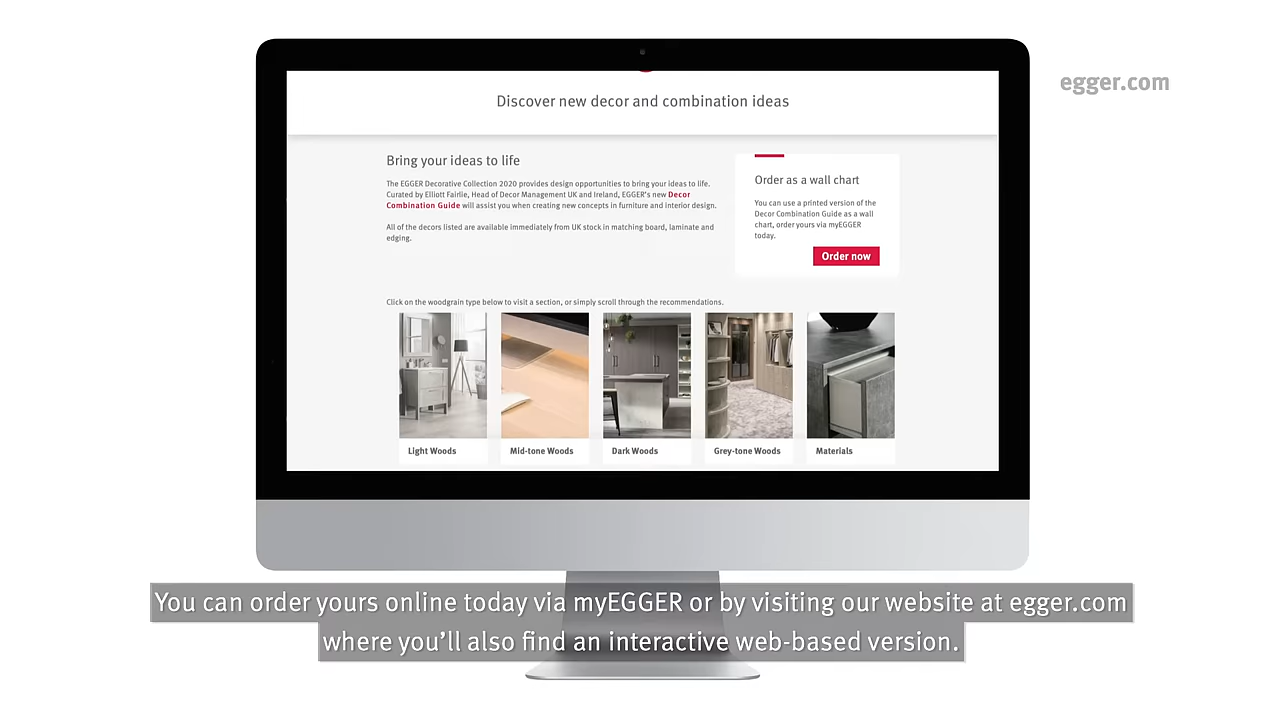 egger.com
Discover new decor and combination ideas
Bring your ideas to life
The EGGER Decorative Collection 2020 provides design opportunities to bring your ideas to life.
Curated by Elliott Fairlie, Head of Decor Management UK and Ireland, EGGER's new Decor
Combination Guide will assist you when creating new concepts in furniture and interior design.
All of the decors listed are available immediately from UK stock in matching board, laminate and
edging.
Order as a wall chart
You can use a printed version of the
Decor Combination Guide as a wall
chart, order yours via myEGGER
today.
Order now
Click on the woodgrain type below to visit a section, or simply scroll through the recommendations.
Light Woods
Mid-tone Woods
Dark Woods
Grey-tone Woods
Materials
You can order yours online today via myEGGER or by visiting our website at egger.com
where you'll also find an interactive web-based version.